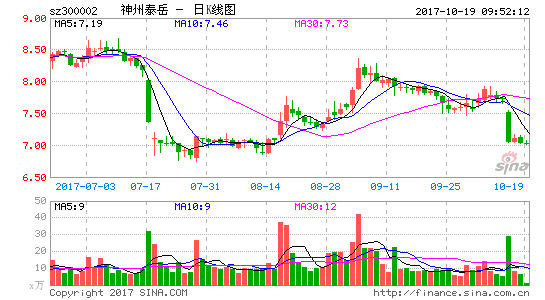 sz300002 神州泰岳 - 日K线图 2017-10-19 09:52:12
MA5:7.19 MA10:7.46 MA30:7.73
8.50
8.00
7.50
7.00
6.50
sina
2017-07-03 07-17 07-31 08-14 08-28 09-11 09-25 10-19
MA5:9 MA10:9 MA30:12
50
40
30
20
10
x万
Copyright 2017 SINA.COM http://finance.sina.com.cn